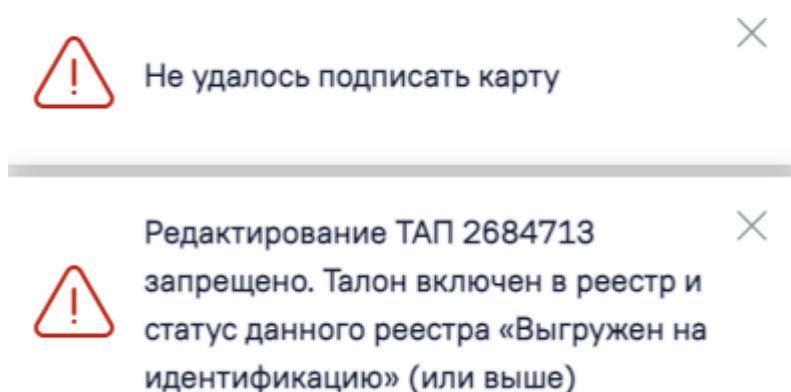 Не удалось подписать карту
Редактирование ТАП 2684713
запрещено. Талон включен в реестр и
статус данного реестра «Выгружен на
идентификацию» (или выше)